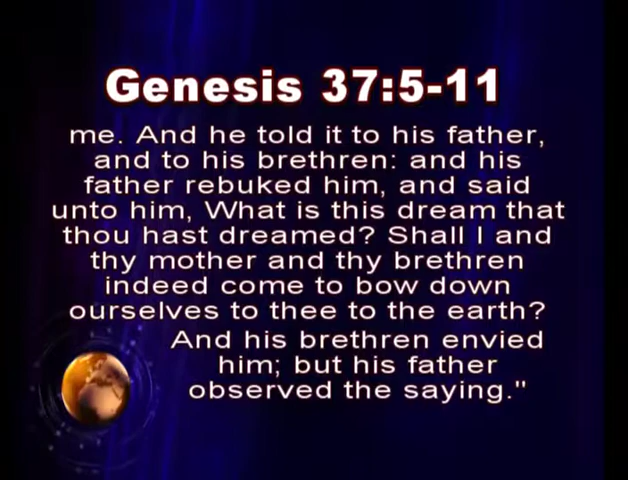 Genesis 37:5-11
me. And he told it to his father,
and to his brethren: and his
father rebuked him, and said
unto him, What is this dream that
thou hast dreamed? Shall I and
thy mother and thy brethren
indeed come to bow down
ourselves to thee to the earth?
And his brethren envied
him; but his father
observed the saying."